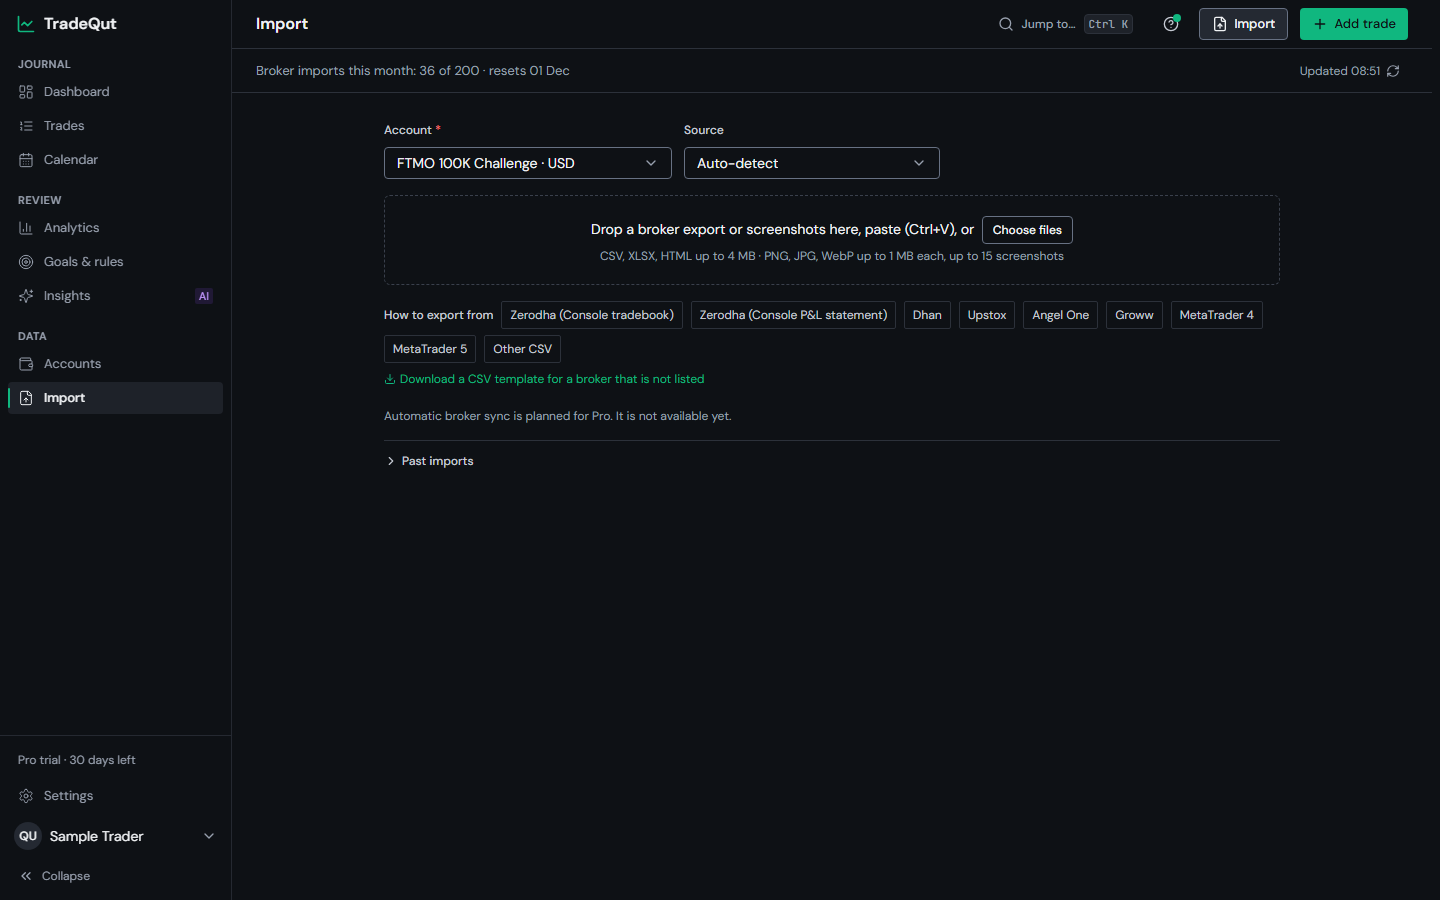 TradeQut
JOURNAL
Dashboard
Trades
Calendar
REVIEW
Analytics
Goals & rules
Insights AI
DATA
Accounts
Import
Pro trial · 30 days left
Settings
QU Sample Trader
Collapse
Import
Jump to... Ctrl K
Import
Add trade
Broker imports this month: 36 of 200 · resets 01 Dec
Updated 08:51
Account * Source
FTMO 100K Challenge · USD Auto-detect
Drop a broker export or screenshots here, paste (Ctrl+V), or Choose files
CSV, XLSX, HTML up to 4 MB · PNG, JPG, WebP up to 1 MB each, up to 15 screenshots
How to export from Zerodha (Console tradebook) Zerodha (Console P&L statement) Dhan Upstox Angel One Groww MetaTrader 4
MetaTrader 5 Other CSV
Download a CSV template for a broker that is not listed
Automatic broker sync is planned for Pro. It is not available yet.
Past imports